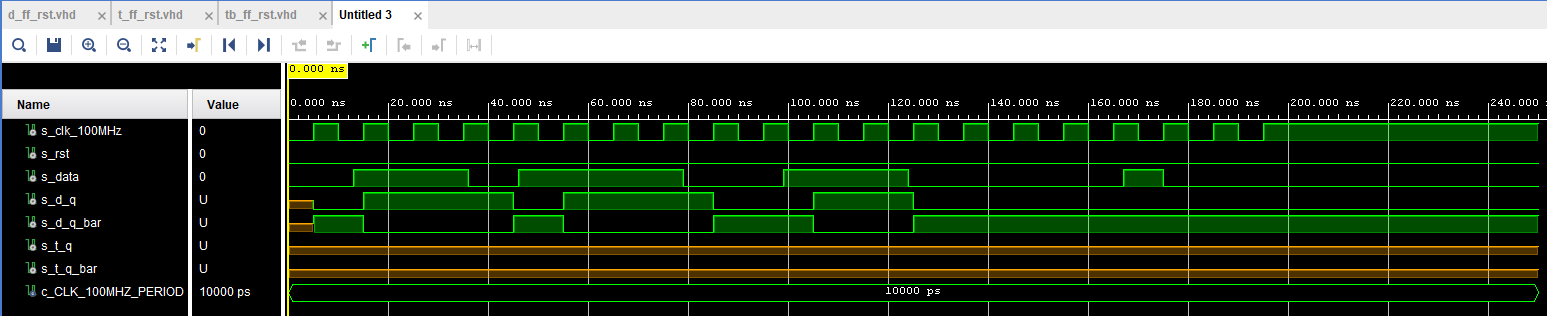 d_ff_rst.vhd × t_ff_rst.vhd × tb_ff_rst.vhd × Untitled 3 ×
0.000 ns
Name Value
0.000 ns 20.000 ns 40.000 ns 60.000 ns 80.000 ns 100.000 ns 120.000 ns 140.000 ns 160.000 ns 180.000 ns 200.000 ns 220.000 ns 240.000
s_clk_100MHz 0
s_rst 0
s_data 0
s_d_q U
s_d_q_bar U
s_t_q U
s_t_q_bar U
c_CLK_100MHZ_PERIOD 10000 ps 10000 ps